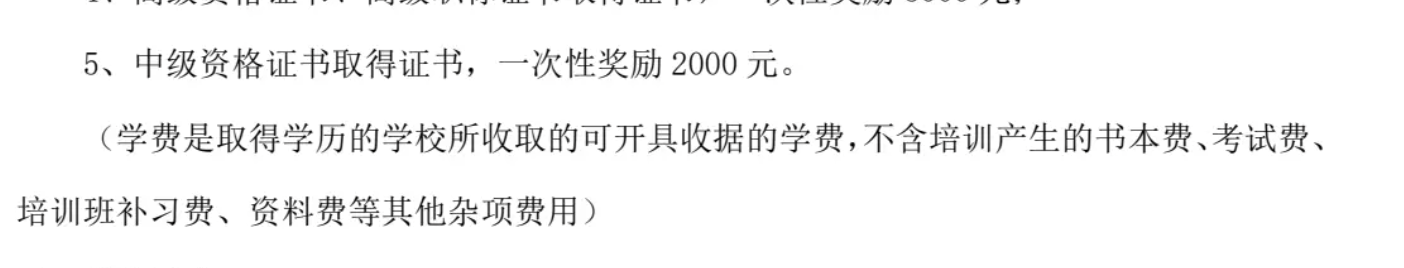 5、中级资格证书取得证书，一次性奖励 2000 元。
（学费是取得学历的学校所收取的可开具收据的学费，不含培训产生的书本费、考试费、
培训班补习费、资料费等其他杂项费用）